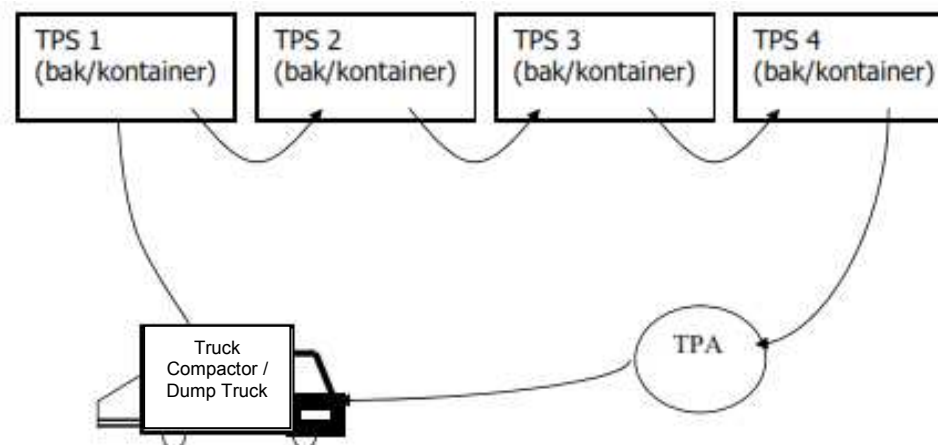 TPS 1
(bak/kontainer)
TPS 2
(bak/kontainer)
TPS 3
(bak/kontainer)
TPS 4
(bak/kontainer)
Truck
Compactor /
Dump Truck
TPA